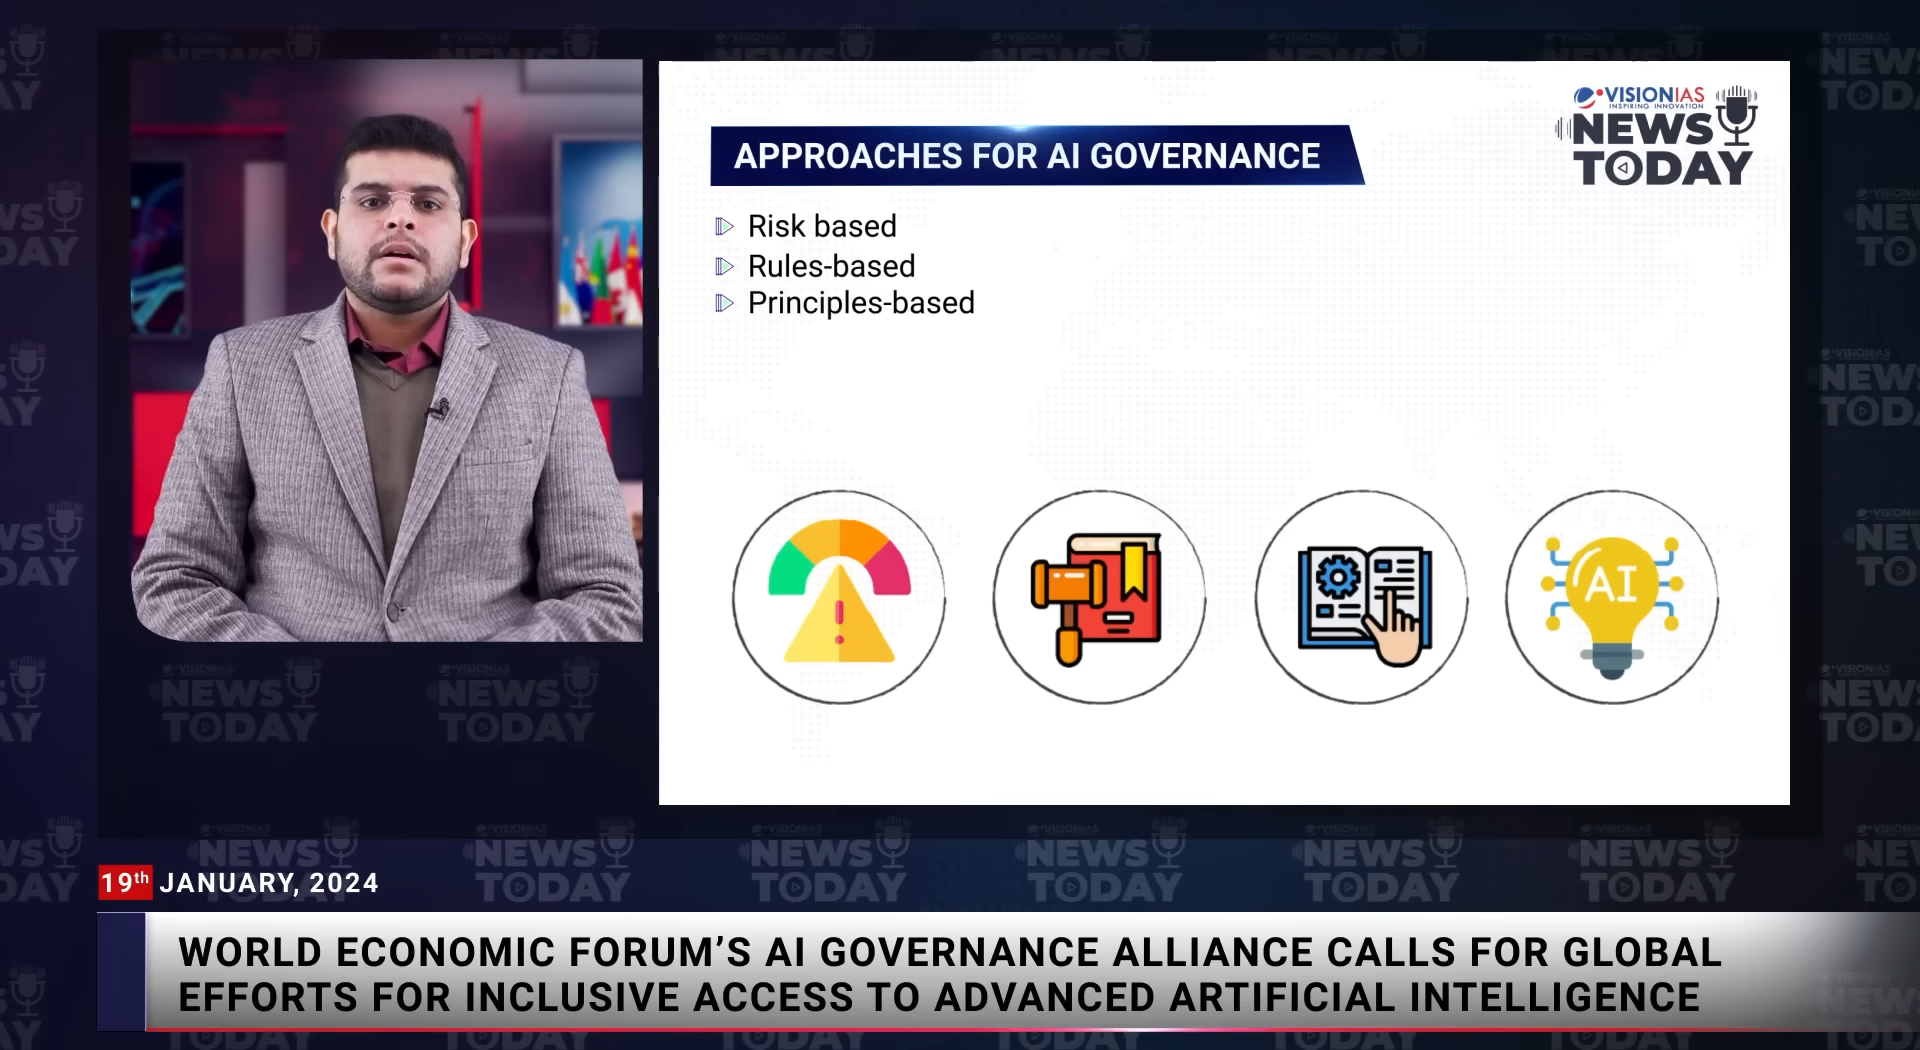 VISIONIAS
INSPIRING INNOVATION
NEWS
TODAY
APPROACHES FOR AI GOVERNANCE
Risk based
Rules-based
Principles-based
AI
19th JANUARY, 2024
WORLD ECONOMIC FORUM’S AI GOVERNANCE ALLIANCE CALLS FOR GLOBAL
EFFORTS FOR INCLUSIVE ACCESS TO ADVANCED ARTIFICIAL INTELLIGENCE